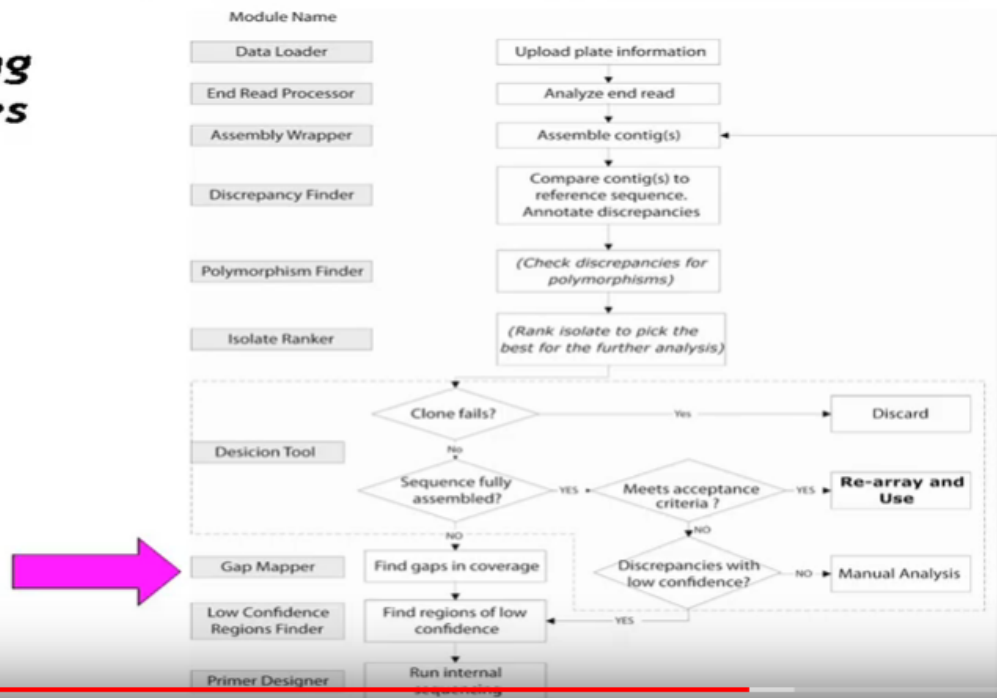 Module Name
Data Loader
Upload plate information
End Read Processor
Analyze end read
Assembly Wrapper
Assemble contig(s)
Discrepancy Finder
Compare contig(s) to
reference sequence.
Annotate discrepancies
Polymorphism Finder
(Check discrepancies for
polymorphisms)
Isolate Ranker
(Rank isolate to pick the
best for the further analysis)
Clone fails?
Yes
Discard
No
Desicion Tool
Sequence fully
assembled?
YES
Meets acceptance
criteria ?
YES
Re-array and
Use
NO
NO
Gap Mapper
Find gaps in coverage
Discrepancies with
low confidence?
NO
Manual Analysis
Low Confidence
Regions Finder
Find regions of low
confidence
YES
Primer Designer
Run internal
sequencing